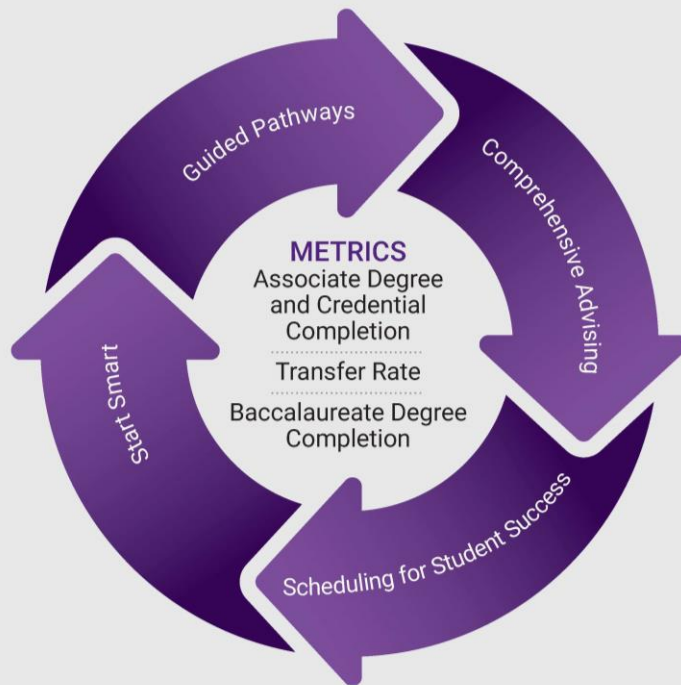 Guided Pathways
Comprehensive Advising
Scheduling for Student Success
Start Smart
METRICS
Associate Degree
and Credential
Completion
Transfer Rate
Baccalaureate Degree
Completion